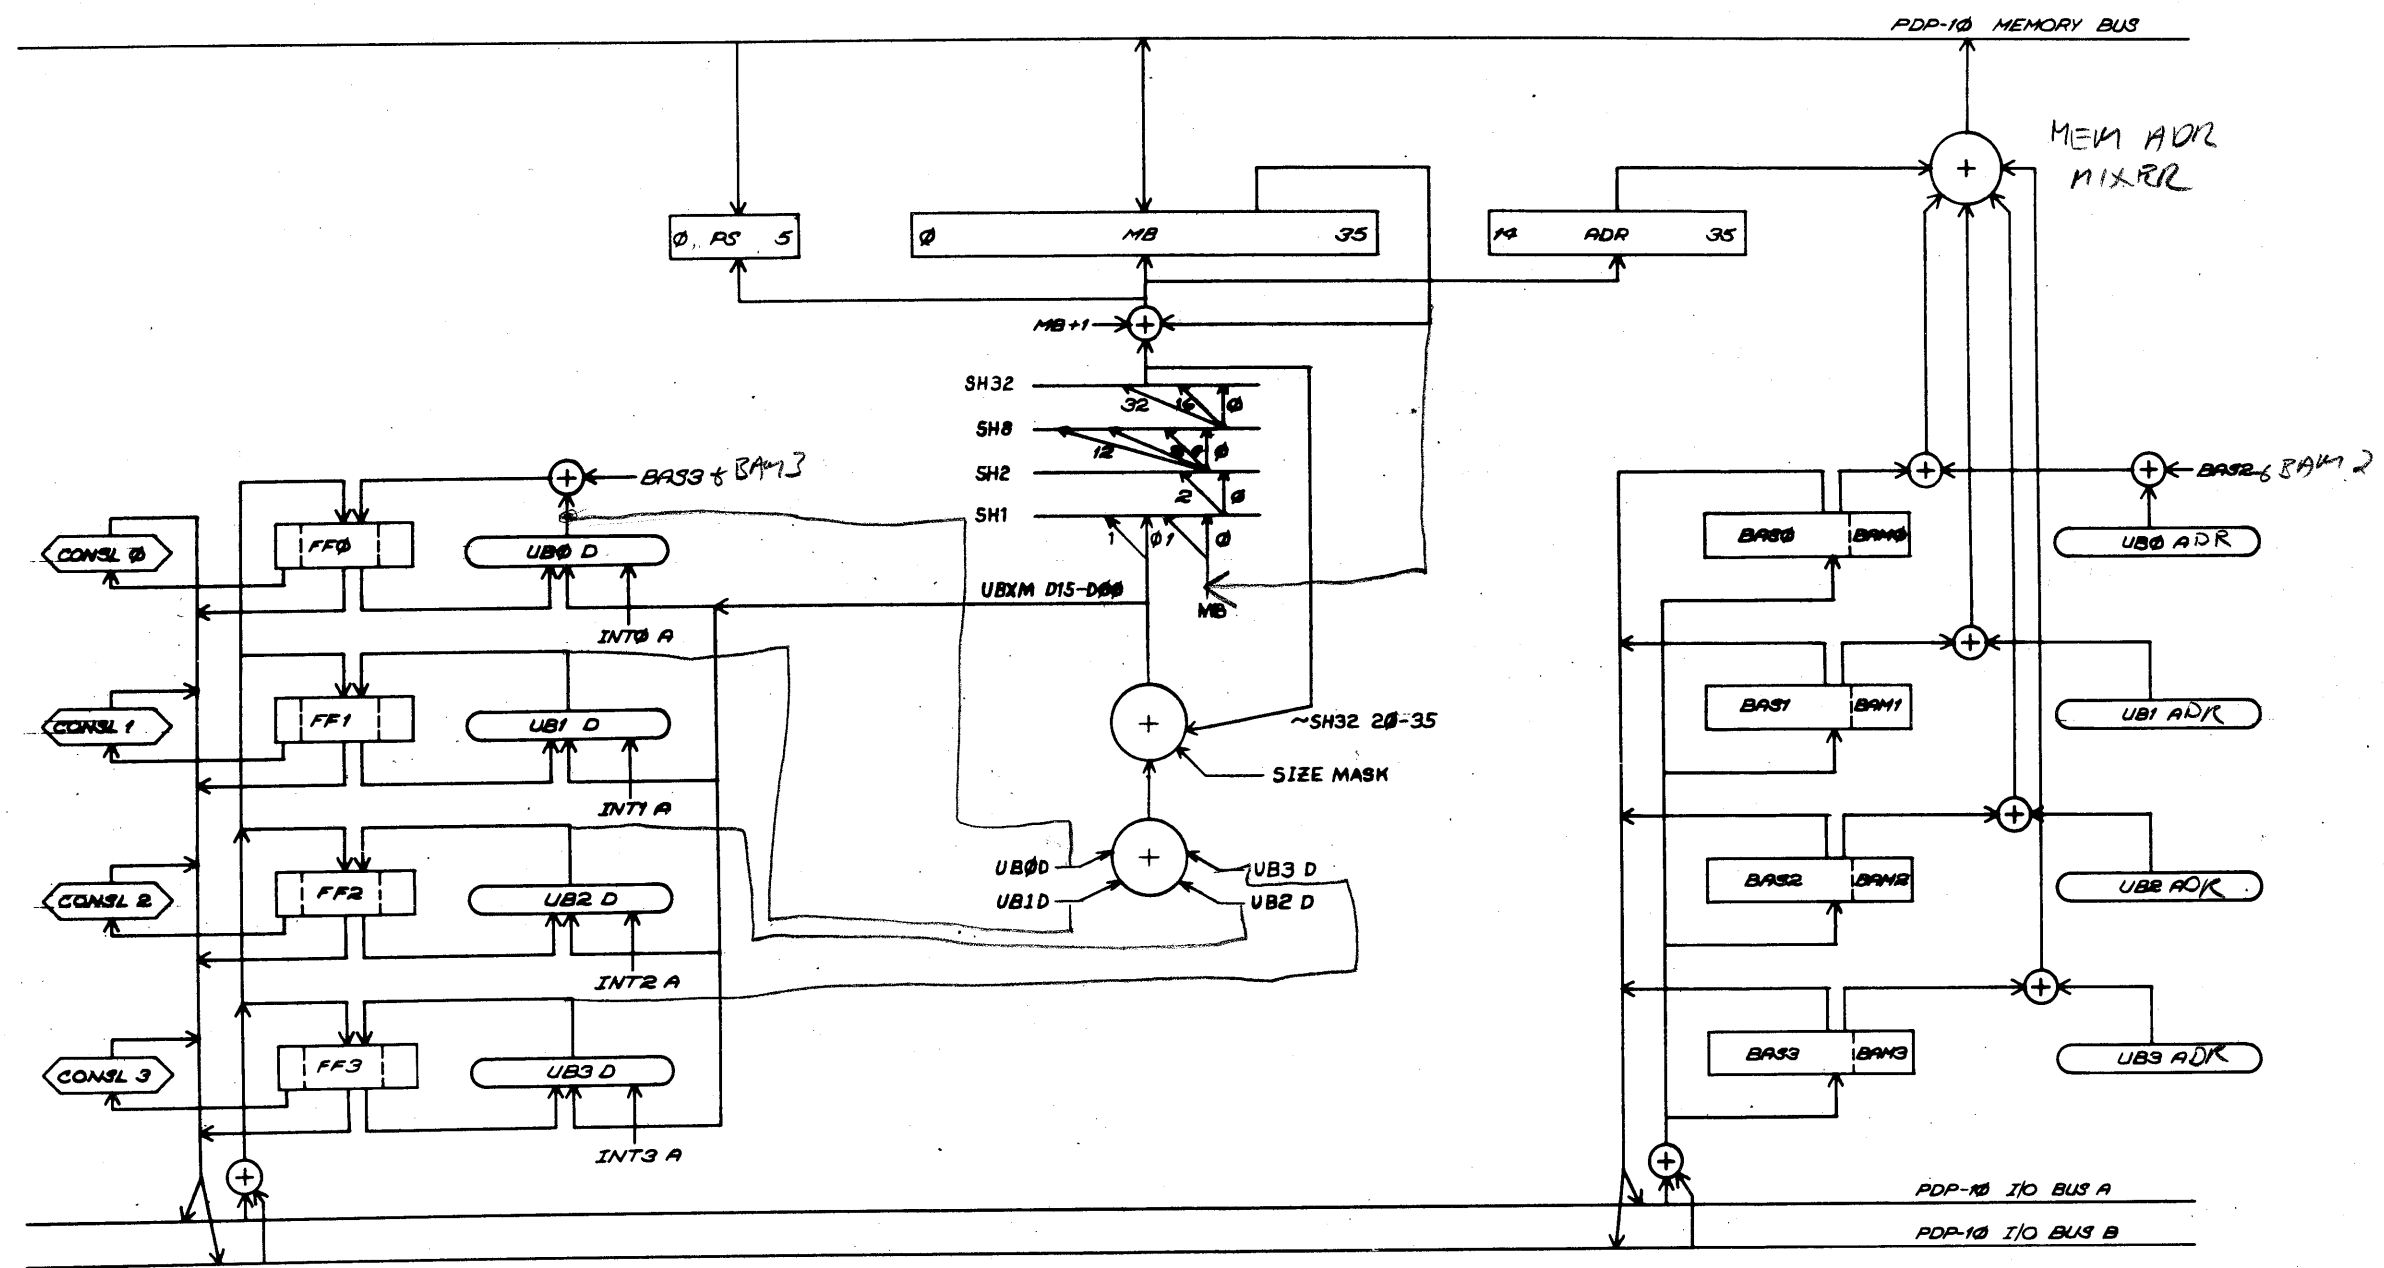 PDP-1Ø MEMORY BUS
MEM ADR
MIXER
Ø, PS 5
Ø MB 35
14 ADR 35
MB+1
SH32
32 16 Ø
SH8
12 8 4 Ø
SH2
2 Ø
SH1
1 Ø 1 Ø
BAS3 & BAM3
BAS2 & BAM 2
CONSL Ø
FFØ
UBØ D
BASØ
BAMØ
UBØ ADR
UBXM D15-DØØ
MB
INTØ A
CONSL 1
FF1
UB1 D
~SH32 2Ø-35
BAS1
BAM1
UB1 ADR
SIZE MASK
INT1 A
UBØD
UB3 D
CONSL 2
FF2
UB2 D
UB1D
UB2 D
BAS2
BAM2
UB2 ADR
INT2 A
CONSL 3
FF3
UB3 D
BAS3
BAM3
UB3 ADR
INT3 A
PDP-1Ø I/O BUS A
PDP-1Ø I/O BUS B